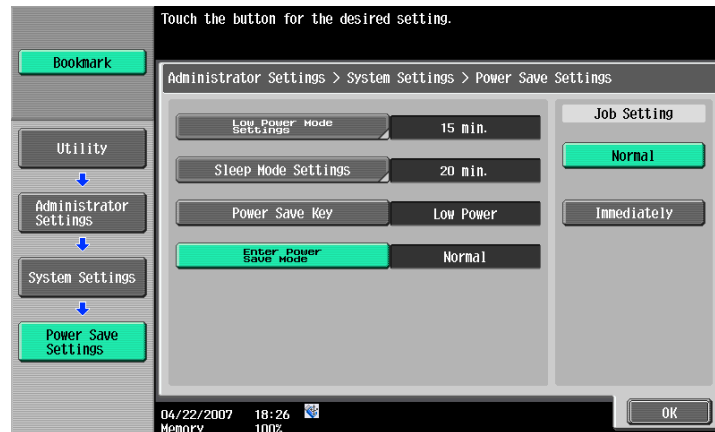 Touch the button for the desired setting.
Bookmark
Administrator Settings > System Settings > Power Save Settings
Utility
Administrator
Settings
System Settings
Power Save
Settings
Low Power Mode
Settings
15 min.
Sleep Mode Settings
20 min.
Power Save Key
Low Power
Enter Power
Save Mode
Normal
Job Setting
Normal
Immediately
04/22/2007 18:26
Memory 100%
OK